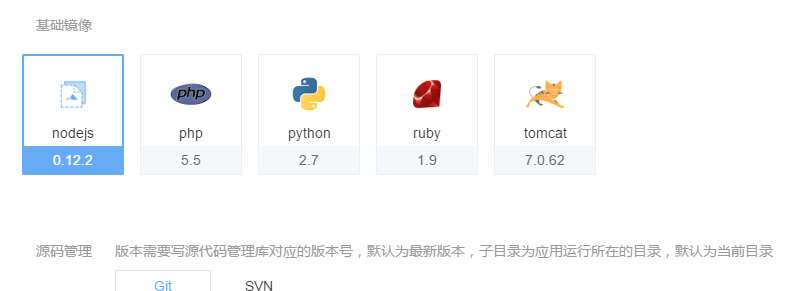 基础镜像
php
nodejs php python ruby tomcat
0.12.2 5.5 2.7 1.9 7.0.62
源码管理 版本需要写源代码管理库对应的版本号，默认为最新版本，子目录为应用运行所在的目录，默认为当前目录
Git SVN